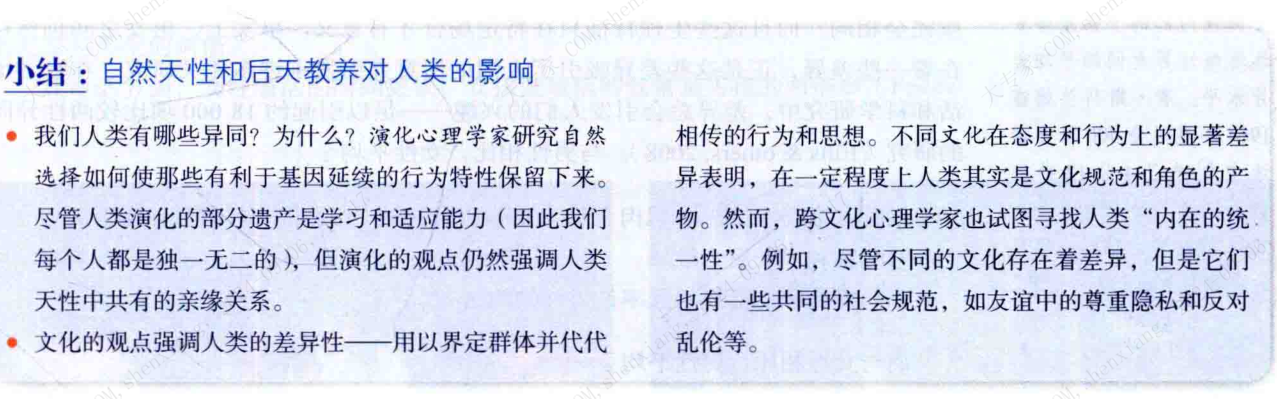 小结：自然天性和后天教养对人类的影响
• 我们人类有哪些异同？为什么？演化心理学家研究自然
选择如何使那些有利于基因延续的行为特性保留下来。
尽管人类演化的部分遗产是学习和适应能力（因此我们
每个人都是独一无二的），但演化的观点仍然强调人类
天性中共有的亲缘关系。
• 文化的观点强调人类的差异性——用以界定群体并代代
相传的行为和思想。不同文化在态度和行为上的显著差
异表明，在一定程度上人类其实是文化规范和角色的产
物。然而，跨文化心理学家也试图寻找人类“内在的统
一性”。例如，尽管不同的文化存在着差异，但是它们
也有一些共同的社会规范，如友谊中的尊重隐私和反对
乱伦等。